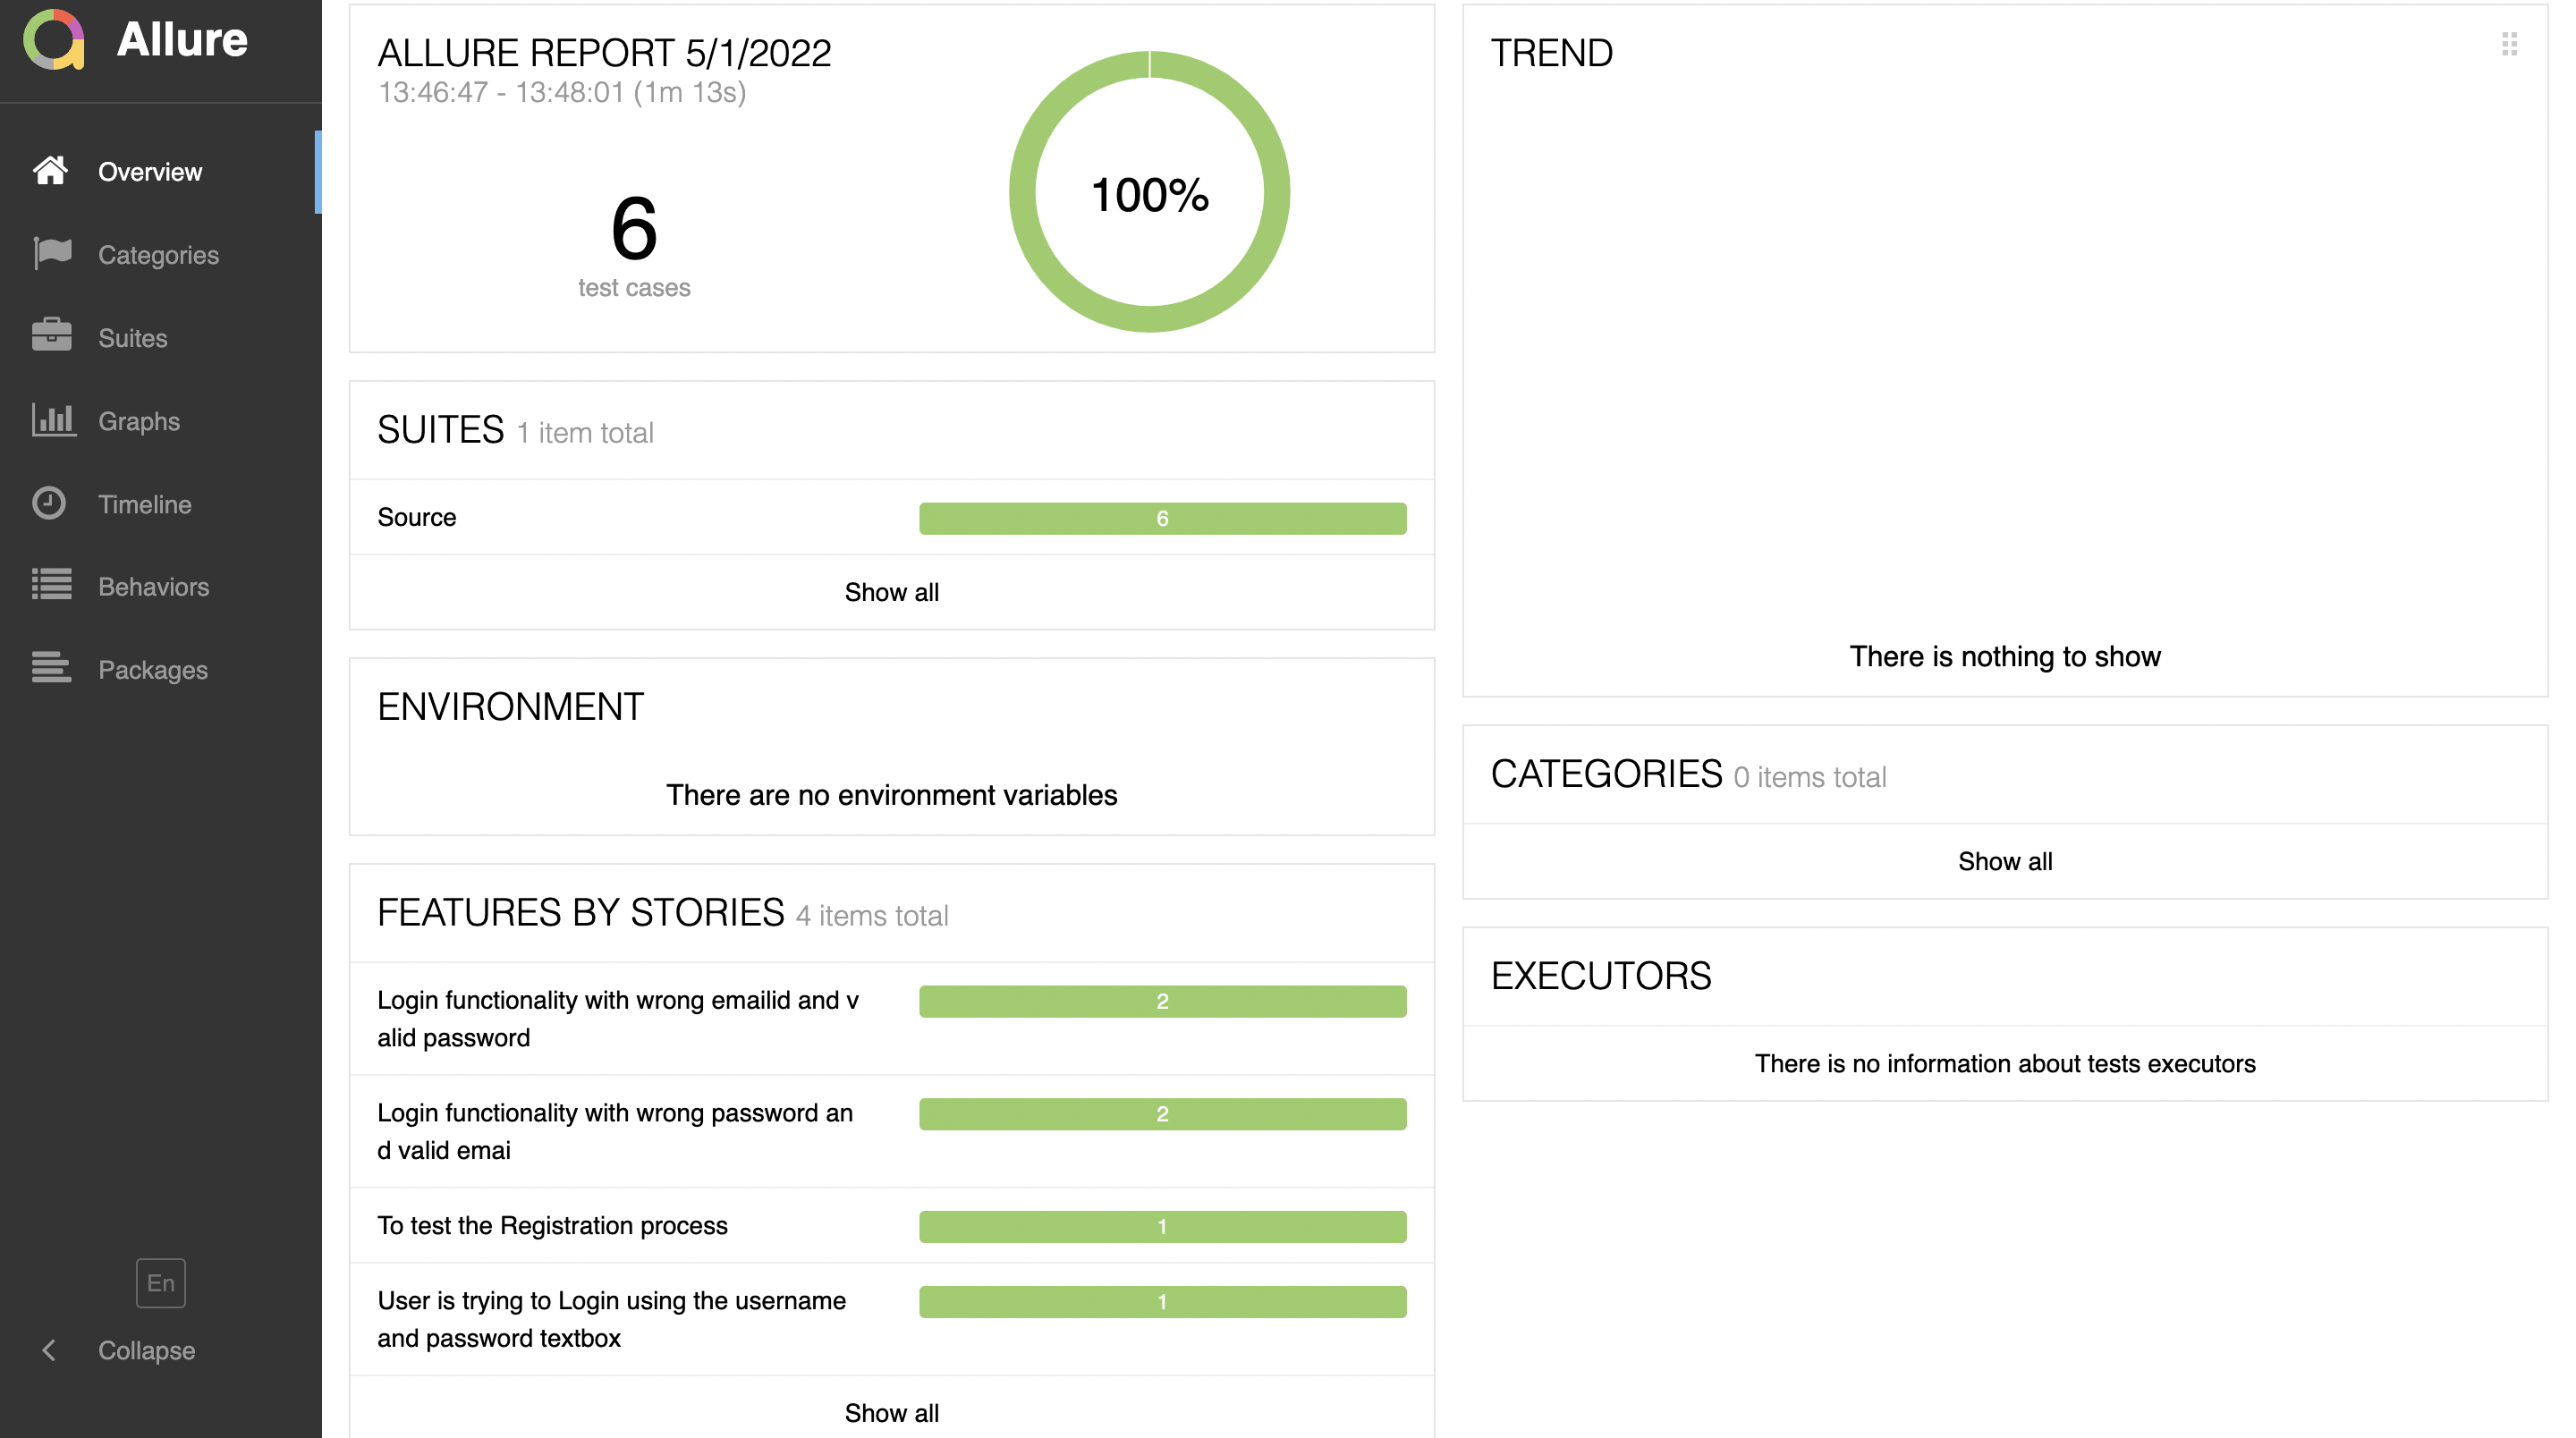 Allure
Overview
Categories
Suites
Graphs
Timeline
Behaviors
Packages
En
Collapse
ALLURE REPORT 5/1/2022
13:46:47 - 13:48:01 (1m 13s)
6
test cases
100%
SUITES 1 item total
Source 6
Show all
ENVIRONMENT
There are no environment variables
FEATURES BY STORIES 4 items total
Login functionality with wrong emailid and v 2
alid password
Login functionality with wrong password an 2
d valid emai
To test the Registration process 1
User is trying to Login using the username 1
and password textbox
Show all
TREND
There is nothing to show
CATEGORIES 0 items total
Show all
EXECUTORS
There is no information about tests executors